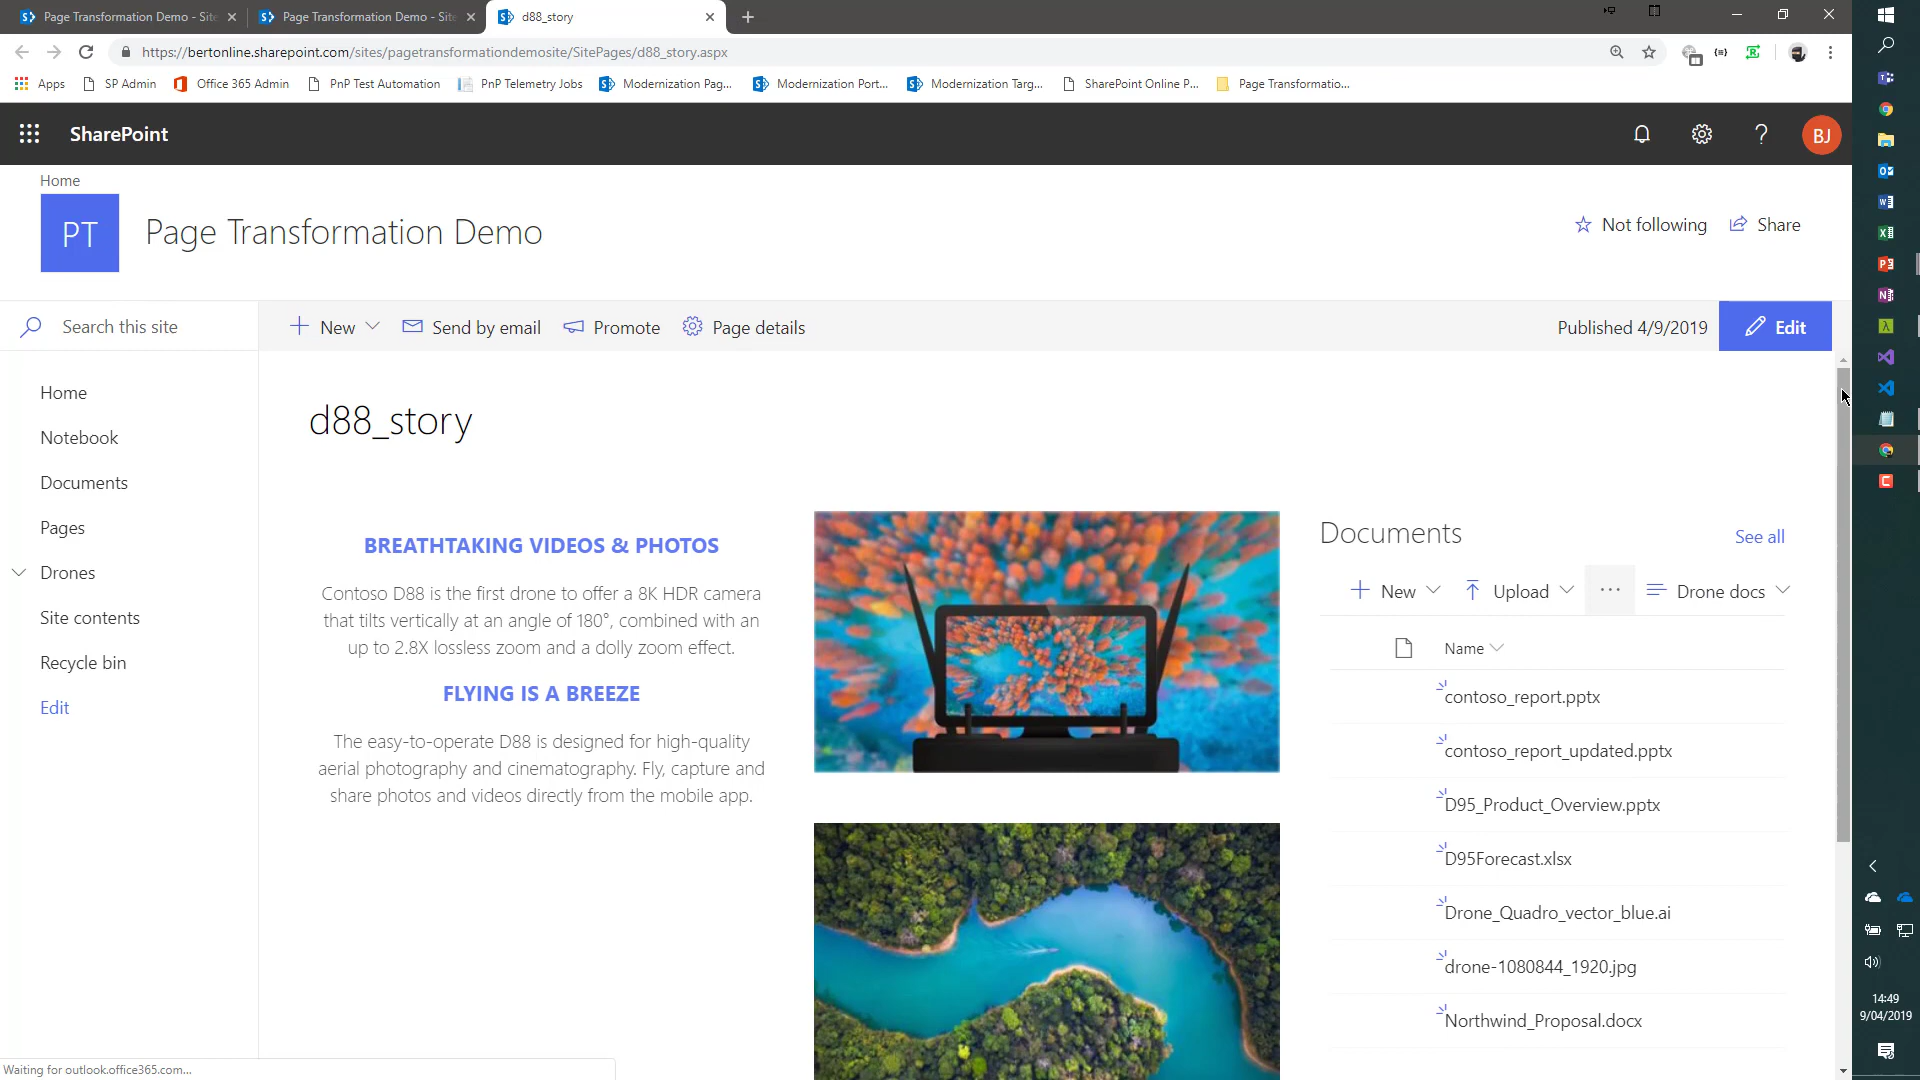 Page Transformation Demo - Site
Page Transformation Demo - Site
d88_story
https://bertonline.sharepoint.com/sites/pagetransformationdemosite/SitePages/d88_story.aspx
Apps
SP Admin
Office 365 Admin
PnP Test Automation
PnP Telemetry Jobs
Modernization Pag...
Modernization Port...
Modernization Targ...
SharePoint Online P...
Page Transformatio...
SharePoint
?
BJ
Home
PT
Page Transformation Demo
Not following
Share
Search this site
New
Send by email
Promote
Page details
Published 4/9/2019
Edit
Home
Notebook
Documents
Pages
Drones
Site contents
Recycle bin
Edit
d88_story
BREATHTAKING VIDEOS & PHOTOS
Contoso D88 is the first drone to offer a 8K HDR camera
that tilts vertically at an angle of 180°, combined with an
up to 2.8X lossless zoom and a dolly zoom effect.
FLYING IS A BREEZE
The easy-to-operate D88 is designed for high-quality
aerial photography and cinematography. Fly, capture and
share photos and videos directly from the mobile app.
Documents
See all
New
Upload
...
Drone docs
Name
contoso_report.pptx
contoso_report_updated.pptx
D95_Product_Overview.pptx
D95Forecast.xlsx
Drone_Quadro_vector_blue.ai
drone-1080844_1920.jpg
Northwind_Proposal.docx
Waiting for outlook.office365.com...
14:49
9/04/2019